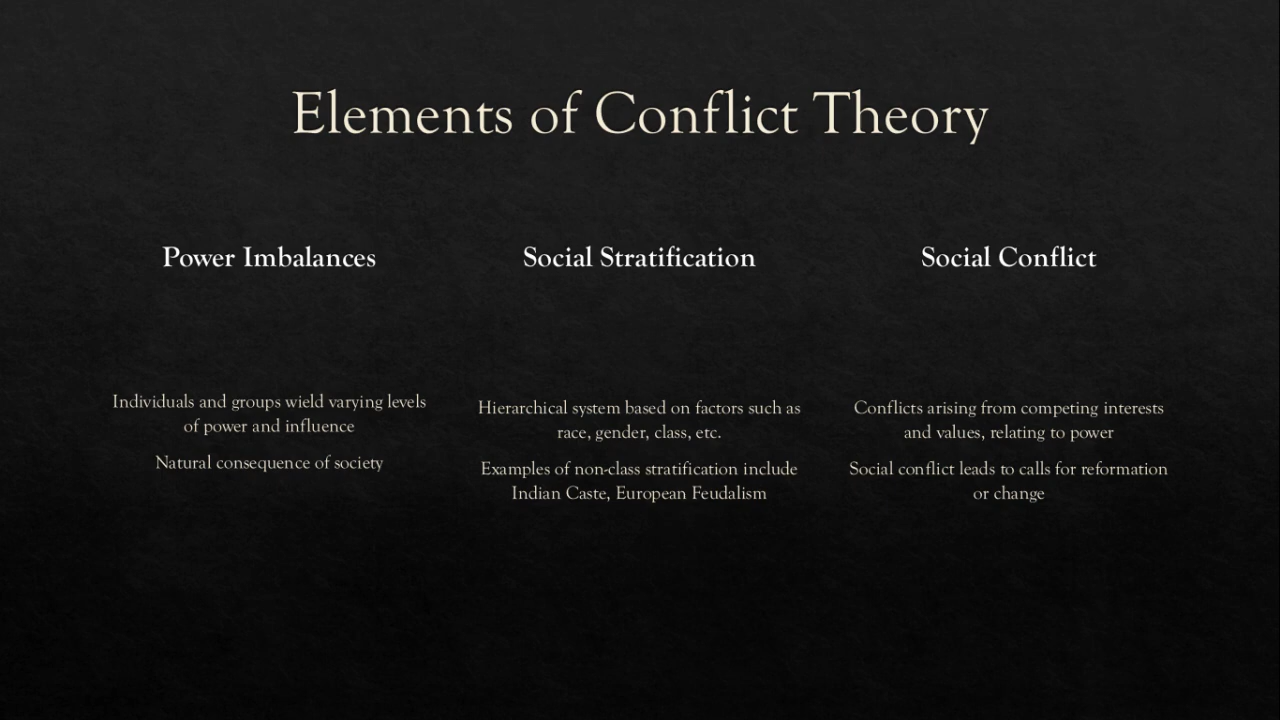 Elements of Conflict Theory
Power Imbalances
Individuals and groups wield varying levels
of power and influence
Natural consequence of society
Social Stratification
Hierarchical system based on factors such as
race, gender, class, etc.
Examples of non-class stratification include
Indian Caste, European Feudalism
Social Conflict
Conflicts arising from competing interests
and values, relating to power
Social conflict leads to calls for reformation
or change